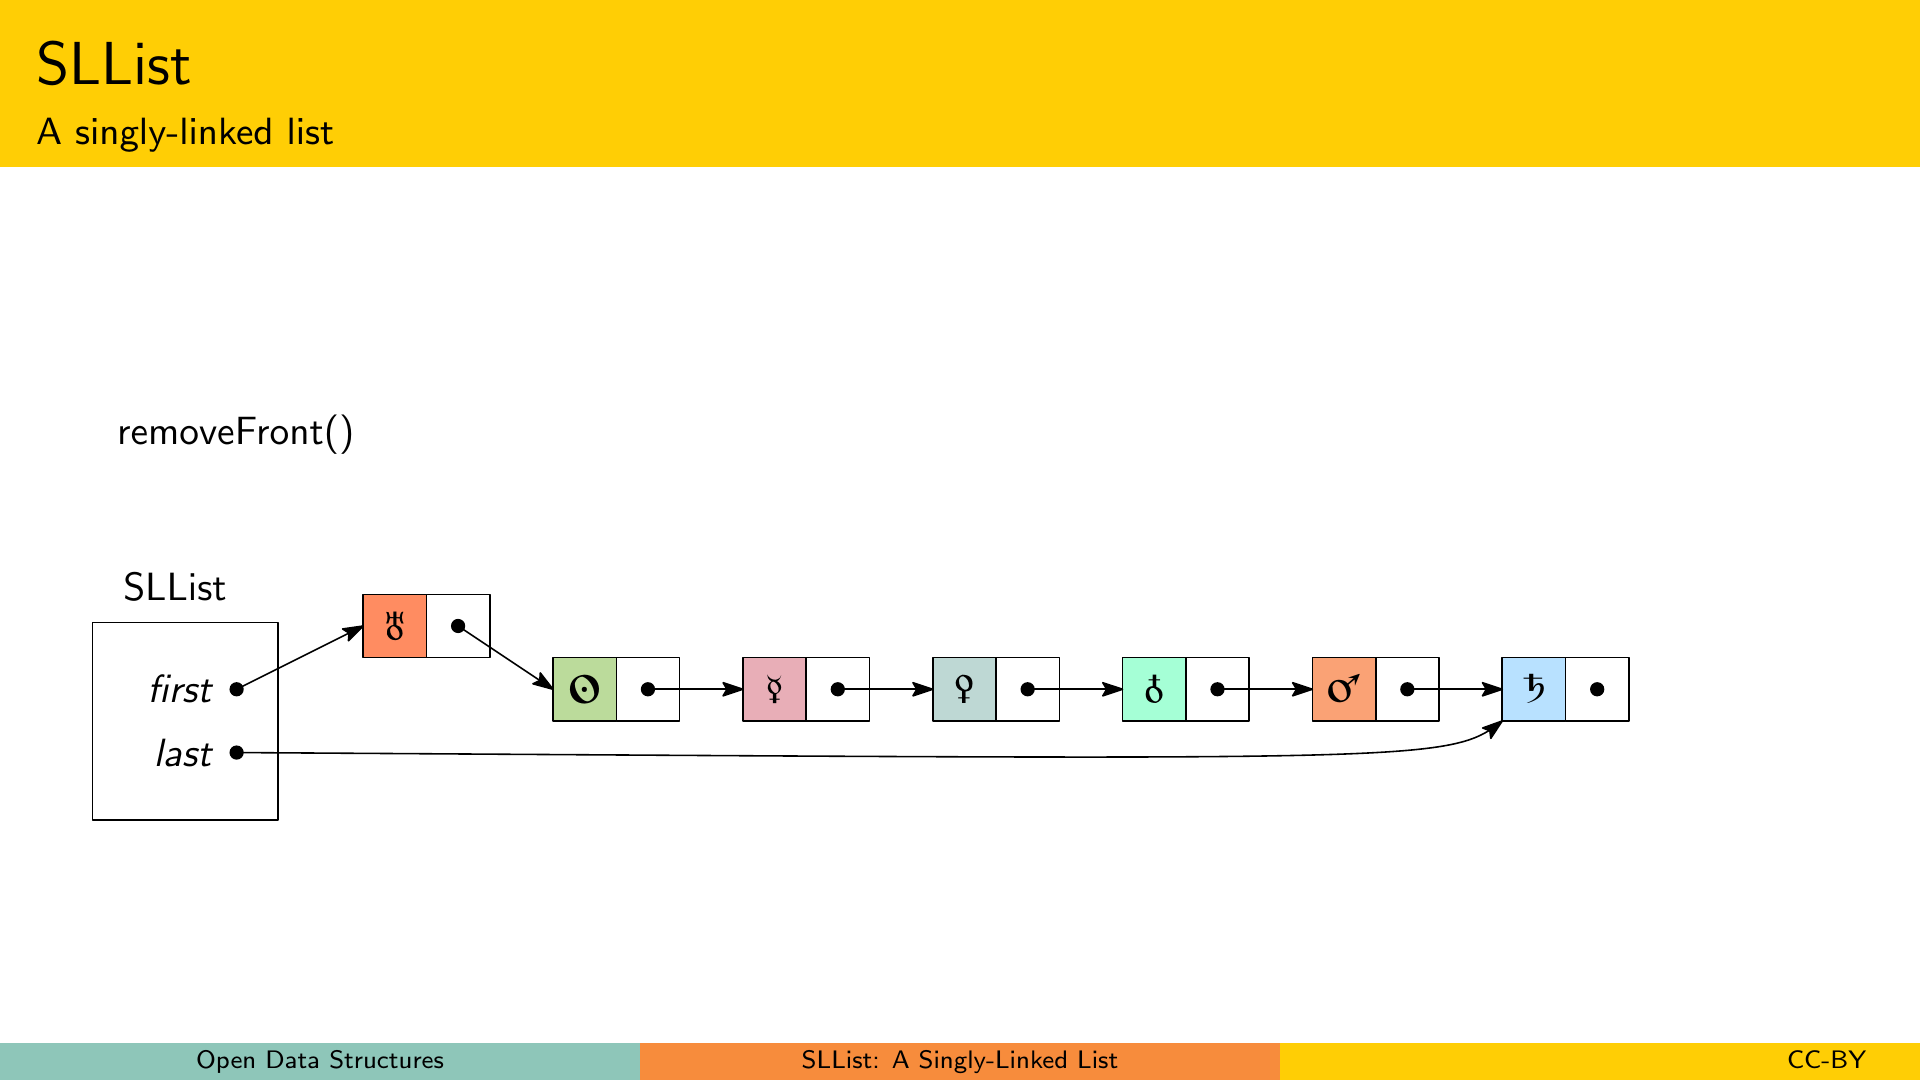 SLList
A singly-linked list
removeFront()
SLList
first
last
♅ ☉ ☿ ♀ ♁ ♂ ♄
Open Data Structures
SLList: A Singly-Linked List
CC-BY